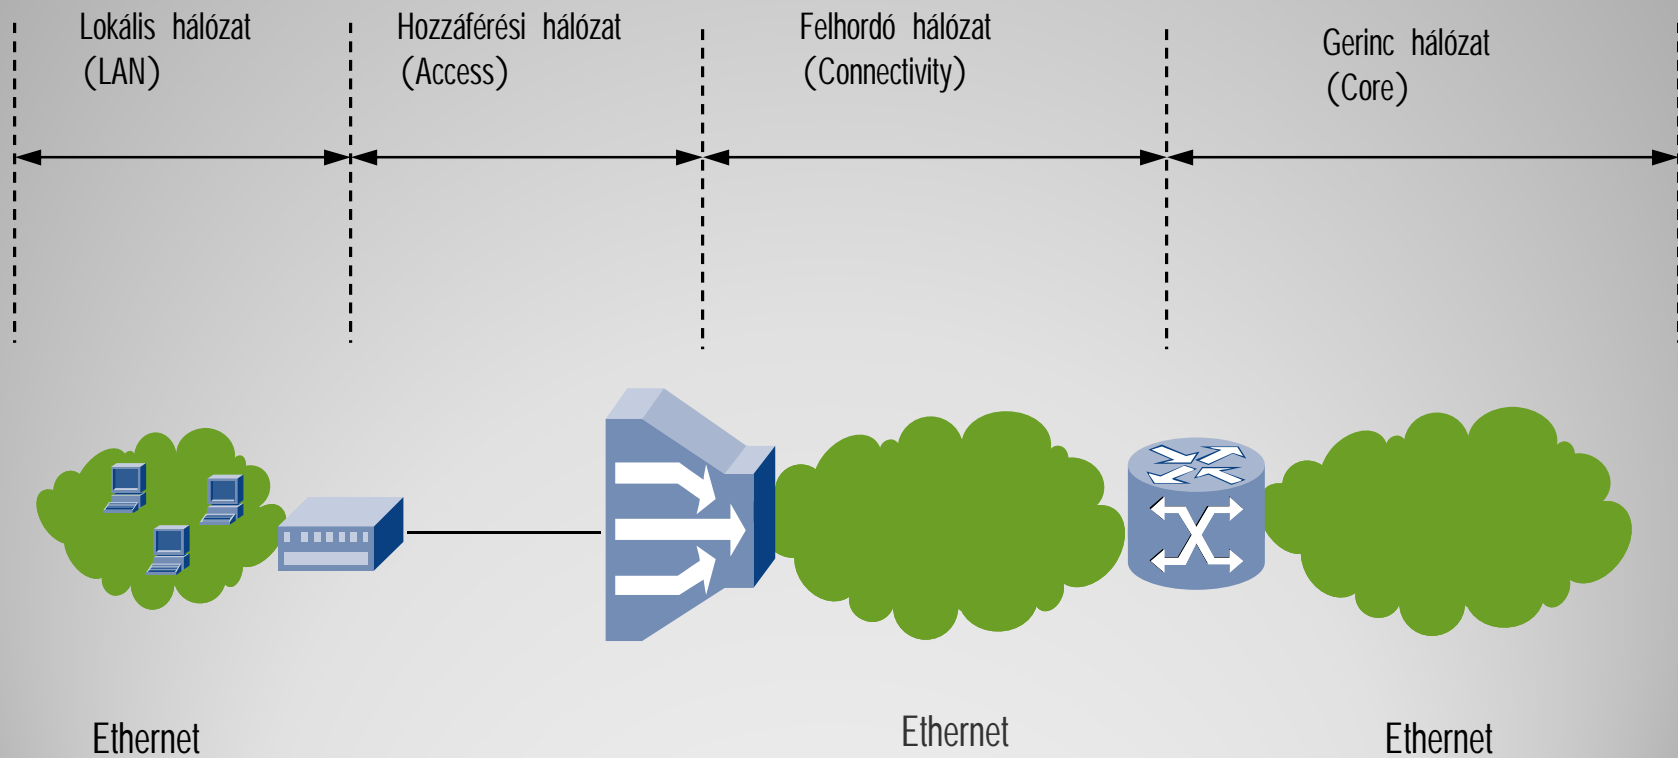 Lokális hálózat
(LAN)
Hozzáférési hálózat
(Access)
Felhordó hálózat
(Connectivity)
Gerinc hálózat
(Core)
Ethernet
Ethernet
Ethernet